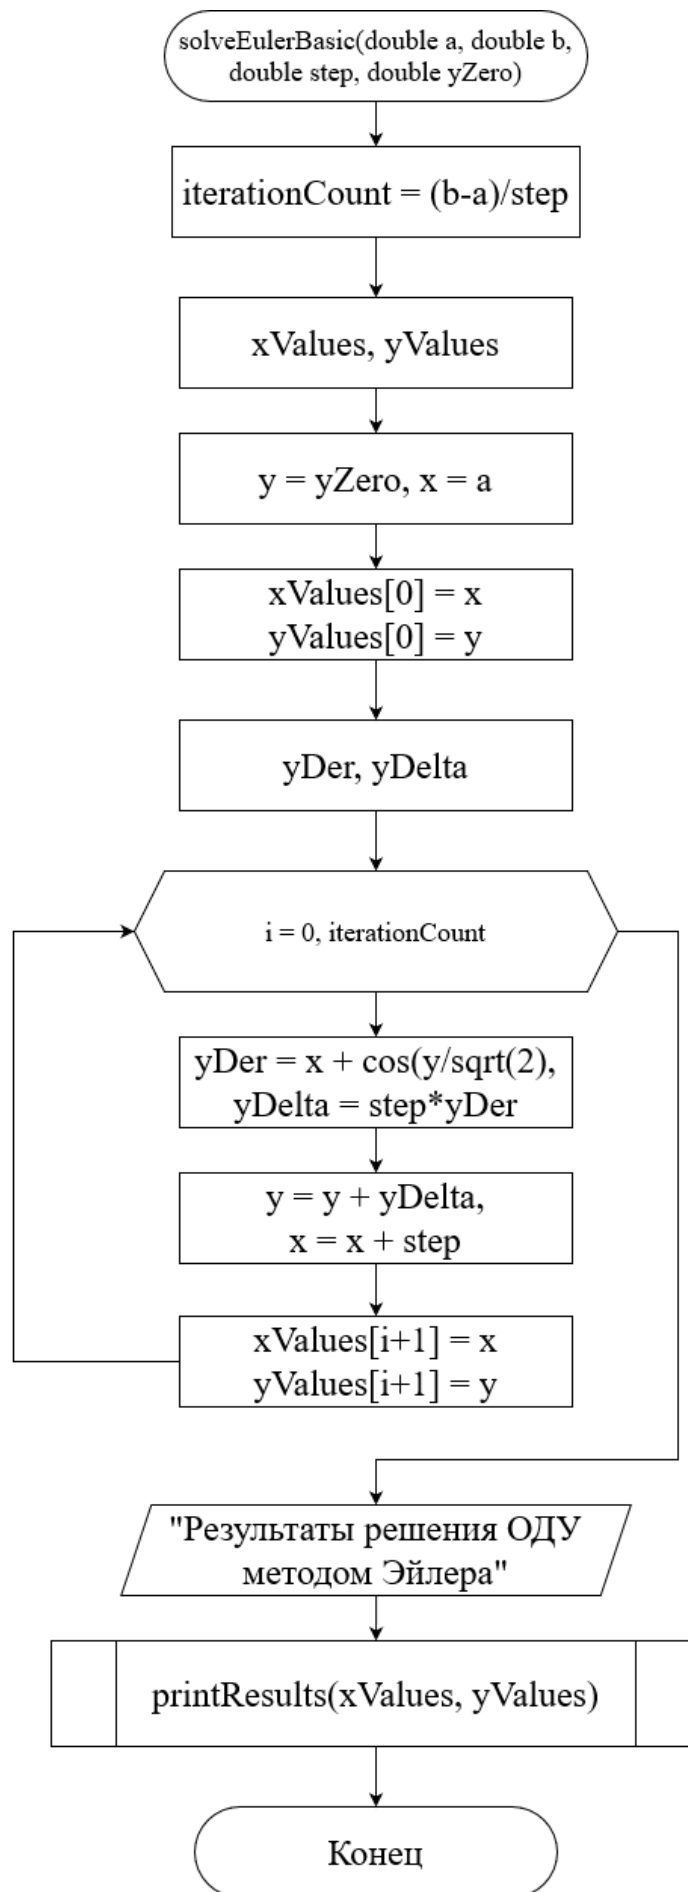 solveEulerBasic(double a, double b,
double step, double yZero)
iterationCount = (b-a)/step
xValues, yValues
y = yZero, x = a
xValues[0] = x
yValues[0] = y
yDer, yDelta
i = 0, iterationCount
yDer = x + cos(y/sqrt(2),
yDelta = step*yDer
y = y + yDelta,
x = x + step
xValues[i+1] = x
yValues[i+1] = y
"Результаты решения ОДУ
методом Эйлера"
printResults(xValues, yValues)
Конец